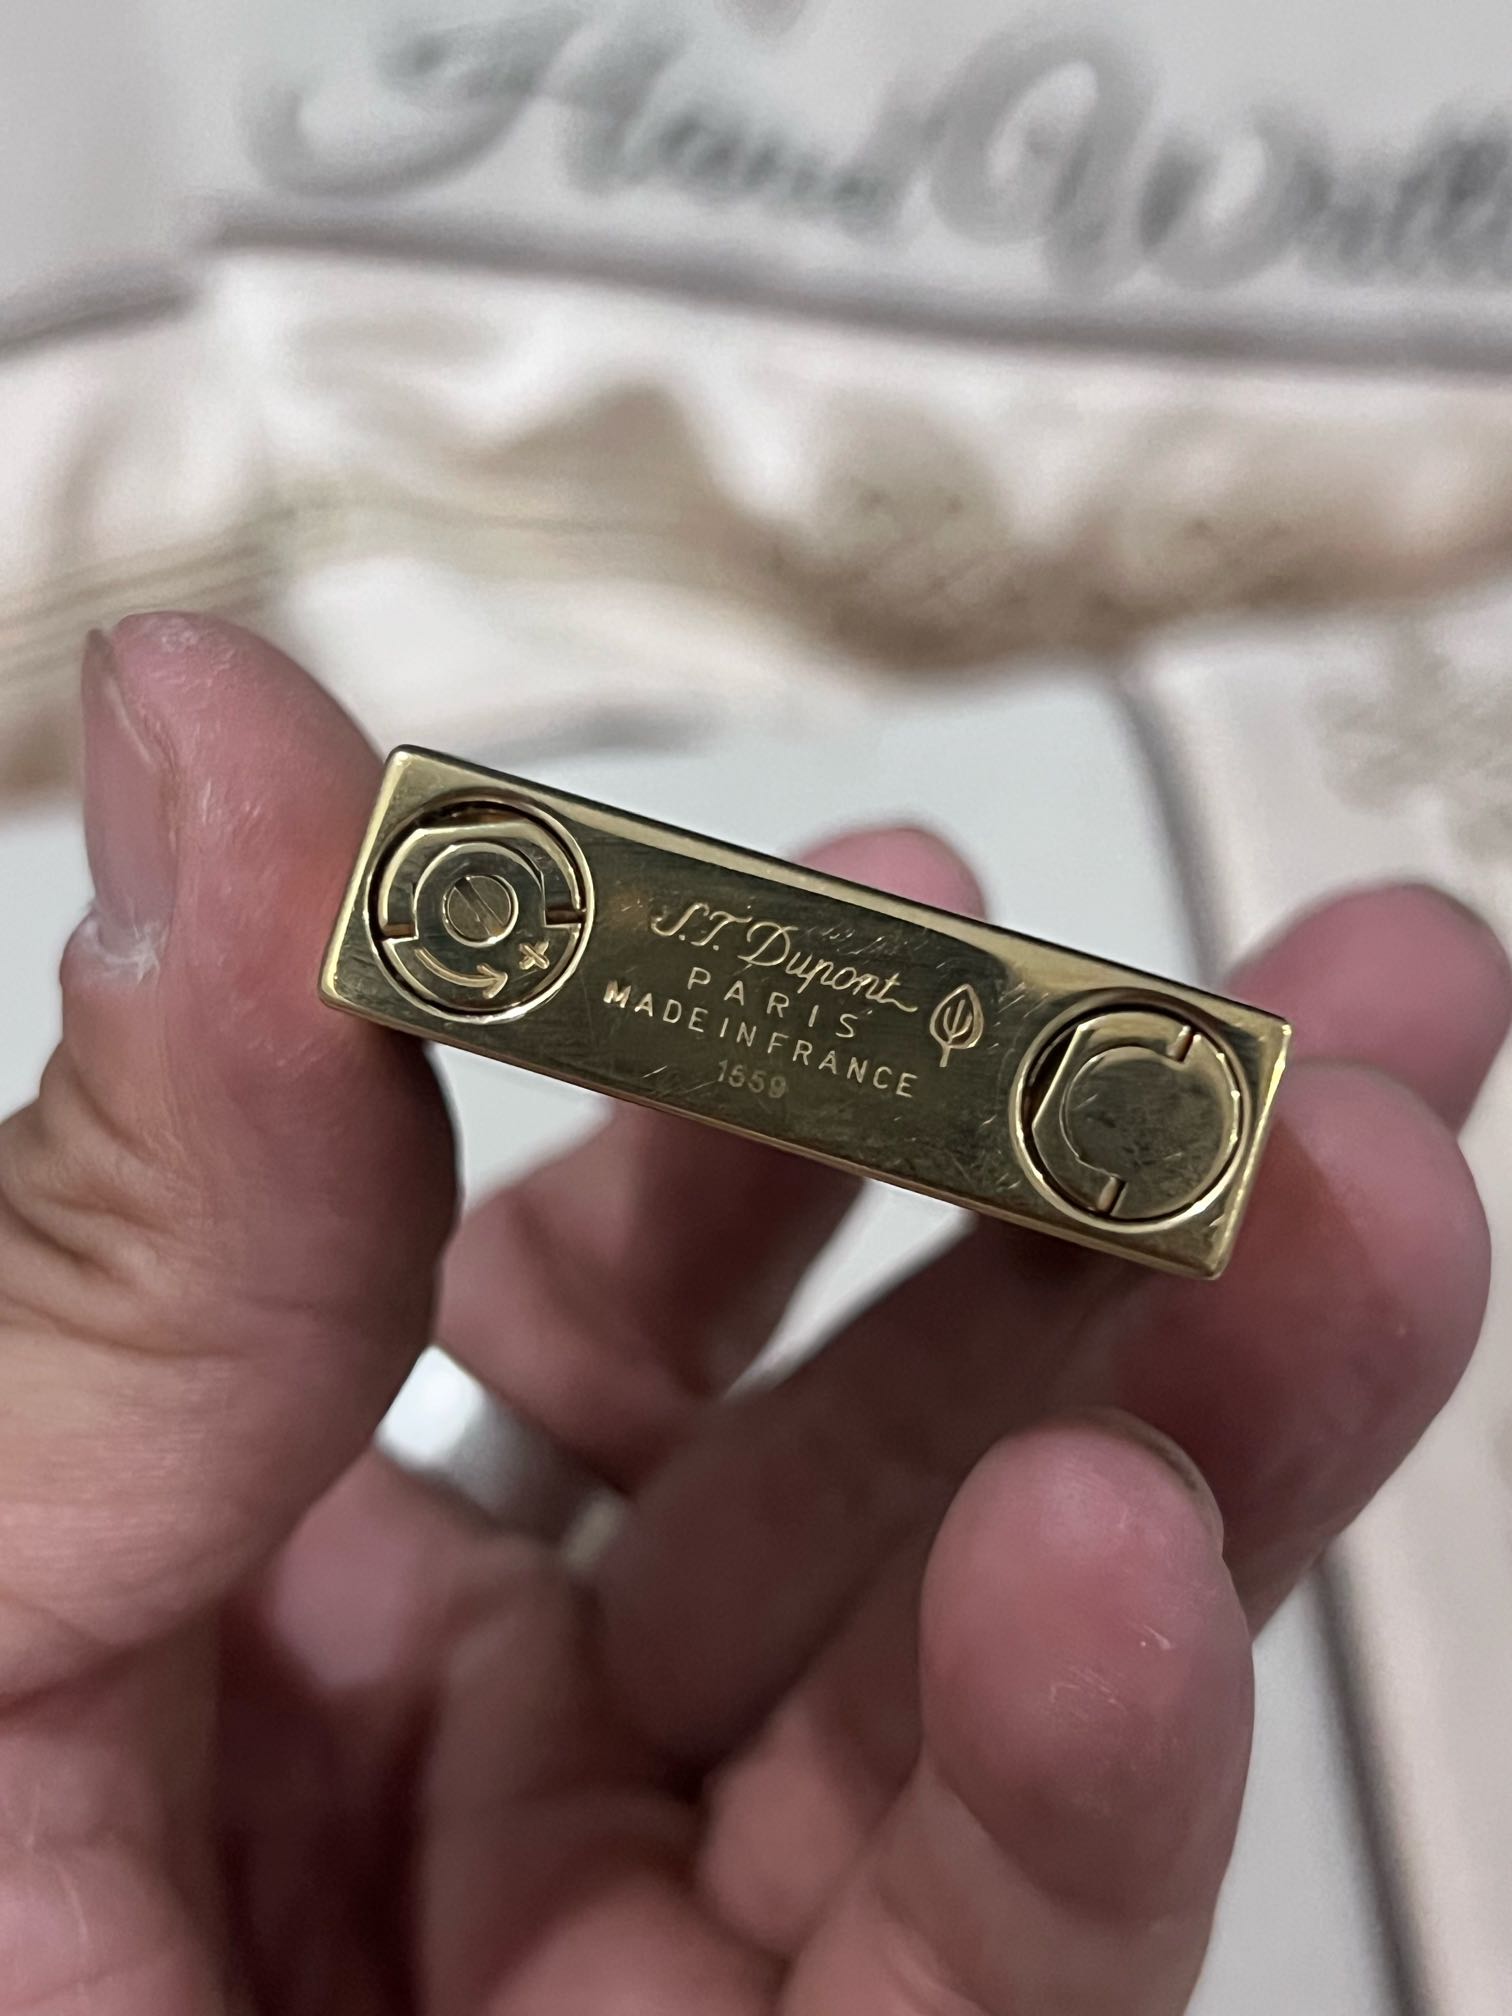 S.T. Dupont
PARIS
MADE IN FRANCE
1559
+